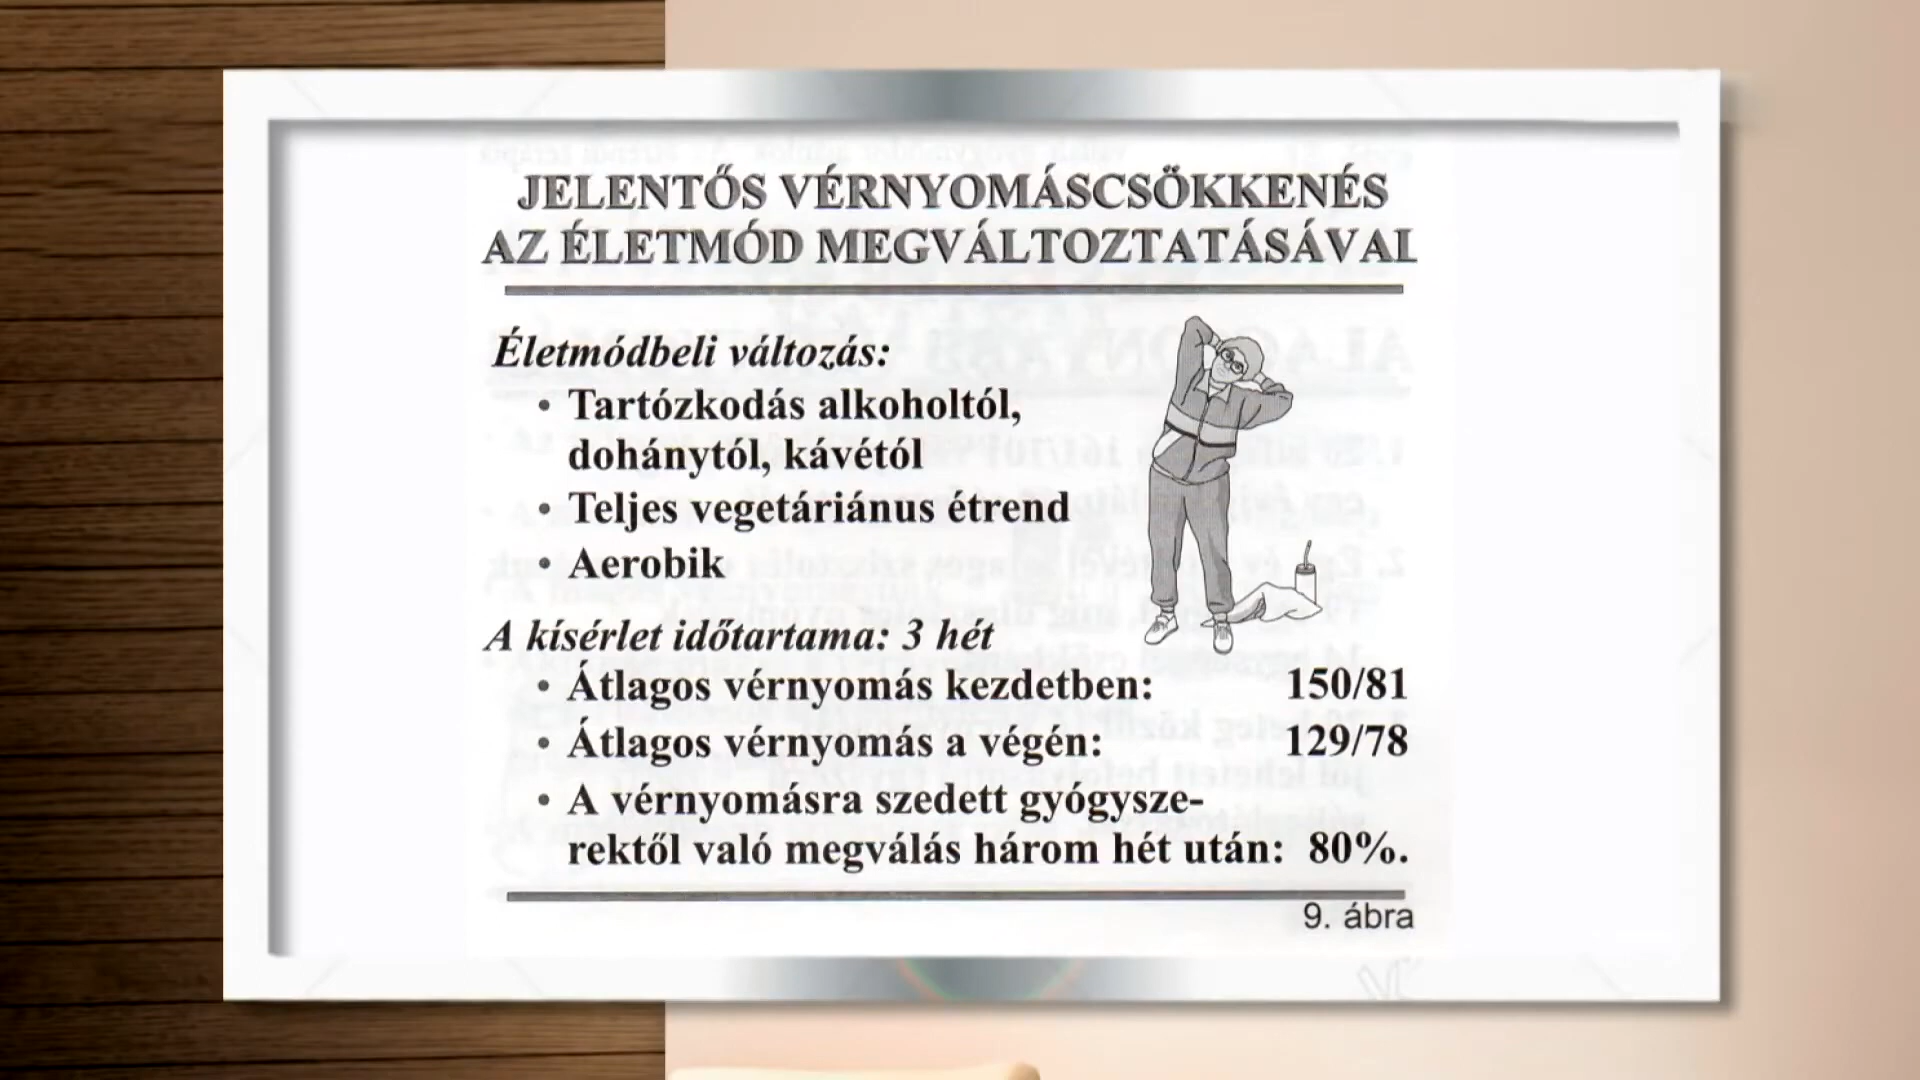 JELENTŐS VÉRNYOMÁSCSÖKKENÉS
AZ ÉLETMÓD MEGVÁLTOZTATÁSÁVAL
Életmódbeli változás:
• Tartózkodás alkoholtól,
dohánytól, kávétól
• Teljes vegetáriánus étrend
• Aerobik
A kísérlet időtartama: 3 hét
• Átlagos vérnyomás kezdetben: 150/81
• Átlagos vérnyomás a végén: 129/78
• A vérnyomásra szedett gyógysze-
rektől való megválás három hét után: 80%.
9. ábra